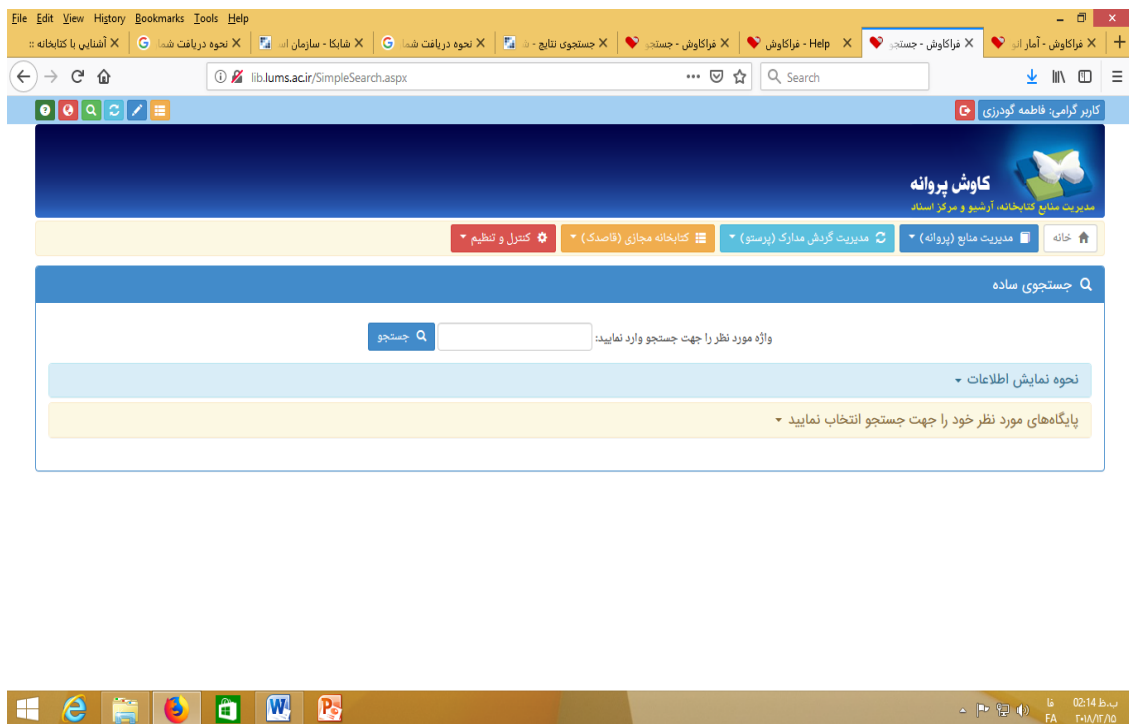 File Edit View History Bookmarks Tools Help
فراکاوش - آمار
فراکاوش - جستجو
فراکاوش - Help
فراکاوش - جستجو
جستجوی نتایج -
نحوه دریافت شما
شابکا - سازمان
نحوه دریافت شما
آشنایی با کتابخانه ::
lib.lums.ac.ir/SimpleSearch.aspx
Search
کاربر گرامی: فاطمه گودرزی
کاوش پروانه
مدیریت منابع کتابخانه، آرشیو و مرکز اسناد
خانه
مدیریت منابع (پروانه)
مدیریت گردش مدارک (پرستو)
کتابخانه مجازی (قاصدک)
کنترل و تنظیم
جستجوی ساده
واژه مورد نظر را جهت جستجو وارد نمایید:
جستجو
نحوه نمایش اطلاعات
پایگاه‌های مورد نظر خود را جهت جستجو انتخاب نمایید
فا
FA
02:14 ب.ظ
۲۰۱۸/۱۲/۱۵